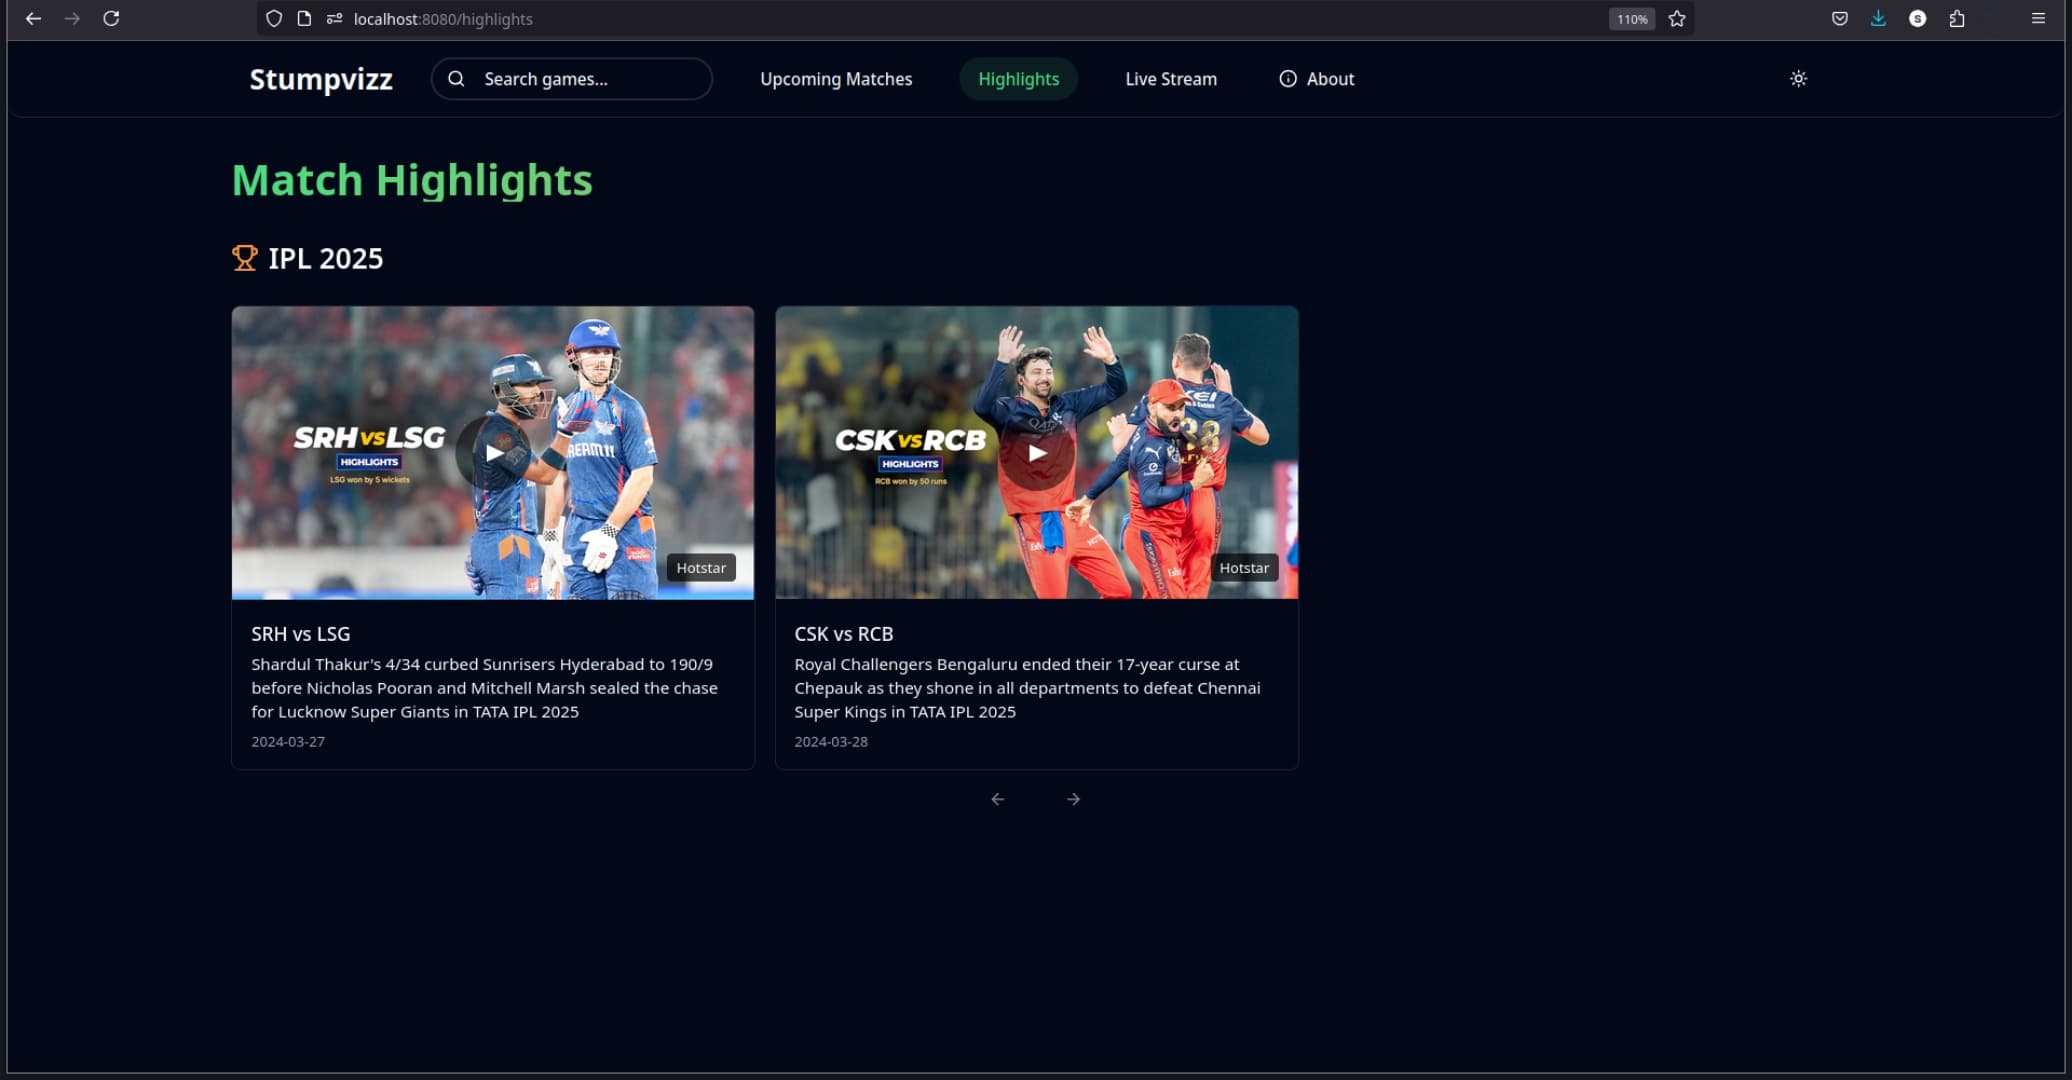 localhost:8080/highlights
110%
S
Stumpvizz
Search games...
Upcoming Matches
Highlights
Live Stream
About
Match Highlights
IPL 2025
SRH vs LSG
HIGHLIGHTS
LSG won by 5 wickets
REAM11
Hotstar
CSK vs RCB
HIGHLIGHTS
RCB won by 50 runs
QATAR
KEI
Hotstar
SRH vs LSG
Shardul Thakur's 4/34 curbed Sunrisers Hyderabad to 190/9
before Nicholas Pooran and Mitchell Marsh sealed the chase
for Lucknow Super Giants in TATA IPL 2025
2024-03-27
CSK vs RCB
Royal Challengers Bengaluru ended their 17-year curse at
Chepauk as they shone in all departments to defeat Chennai
Super Kings in TATA IPL 2025
2024-03-28